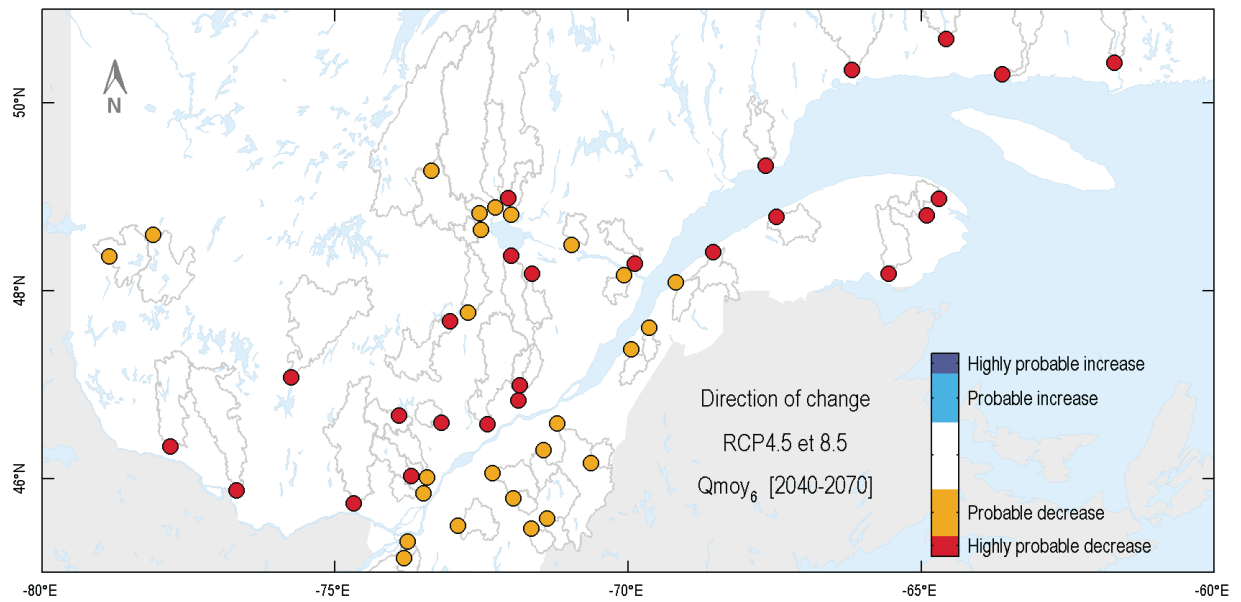 N
50°N
48°N
46°N
Direction of change
RCP4.5 et 8.5
Qmoy₆ [2040-2070]
Highly probable increase
Probable increase
Probable decrease
Highly probable decrease
-80°E
-75°E
-70°E
-65°E
-60°E